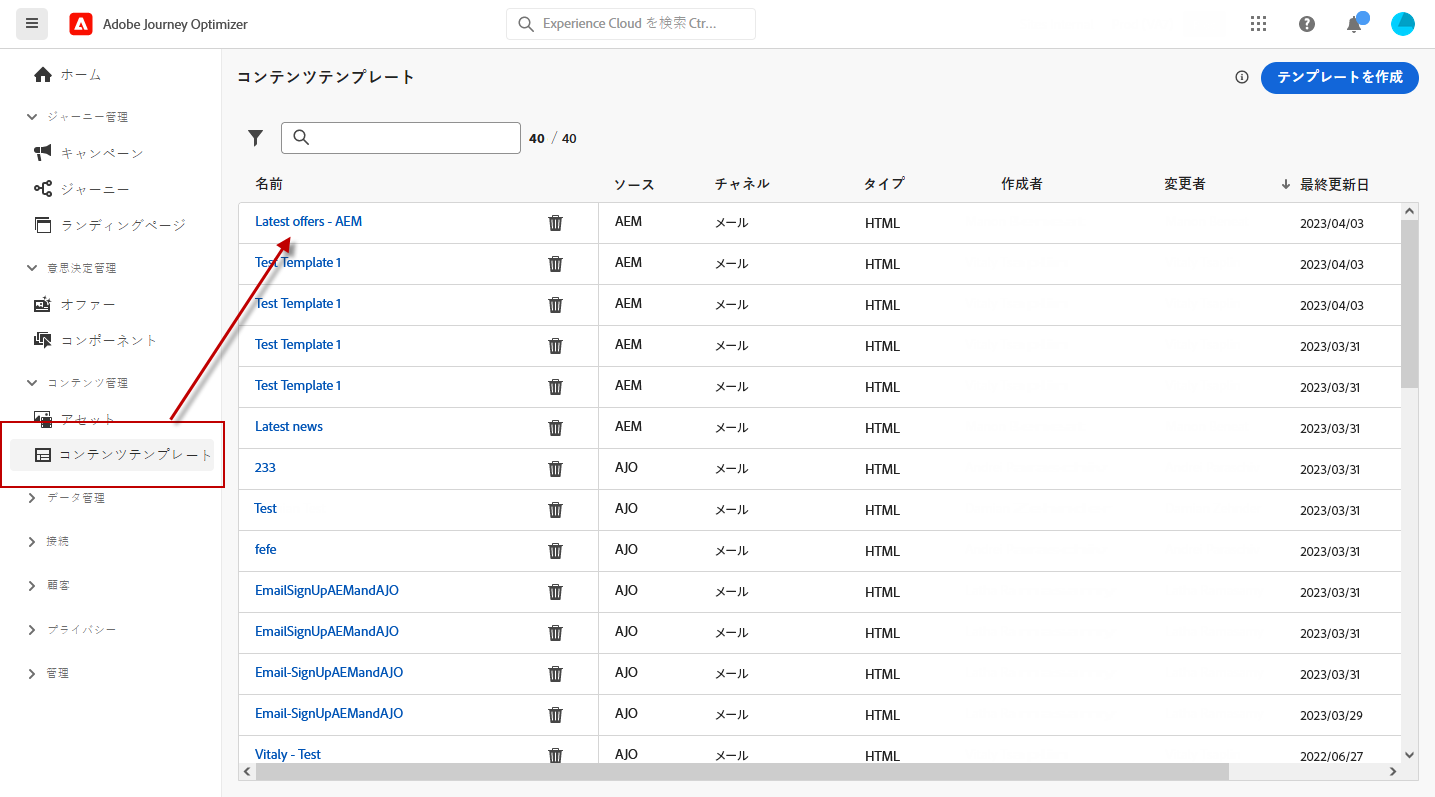 Adobe Journey Optimizer
Experience Cloud を検索 Ctr...
ホーム
ジャーニー管理
キャンペーン
ジャーニー
ランディングページ
意思決定管理
オファー
コンポーネント
コンテンツ管理
アセット
コンテンツテンプレート
データ管理
接続
顧客
プライバシー
管理
コンテンツテンプレート
テンプレートを作成
40 / 40
名前 ソース チャネル タイプ 作成者 変更者 最終更新日
Latest offers - AEM AEM メール HTML 2023/04/03
Test Template 1 AEM メール HTML 2023/04/03
Test Template 1 AEM メール HTML 2023/04/03
Test Template 1 AEM メール HTML 2023/03/31
Test Template 1 AEM メール HTML 2023/03/31
Latest news AEM メール HTML 2023/03/31
233 AJO メール HTML 2023/03/31
Test AJO メール HTML 2023/03/31
fefe AJO メール HTML 2023/03/31
EmailSignUpAEMandAJO AJO メール HTML 2023/03/31
EmailSignUpAEMandAJO AJO メール HTML 2023/03/31
Email-SignUpAEMandAJO AJO メール HTML 2023/03/31
Email-SignUpAEMandAJO AJO メール HTML 2023/03/29
Vitaly - Test AJO メール HTML 2022/06/27